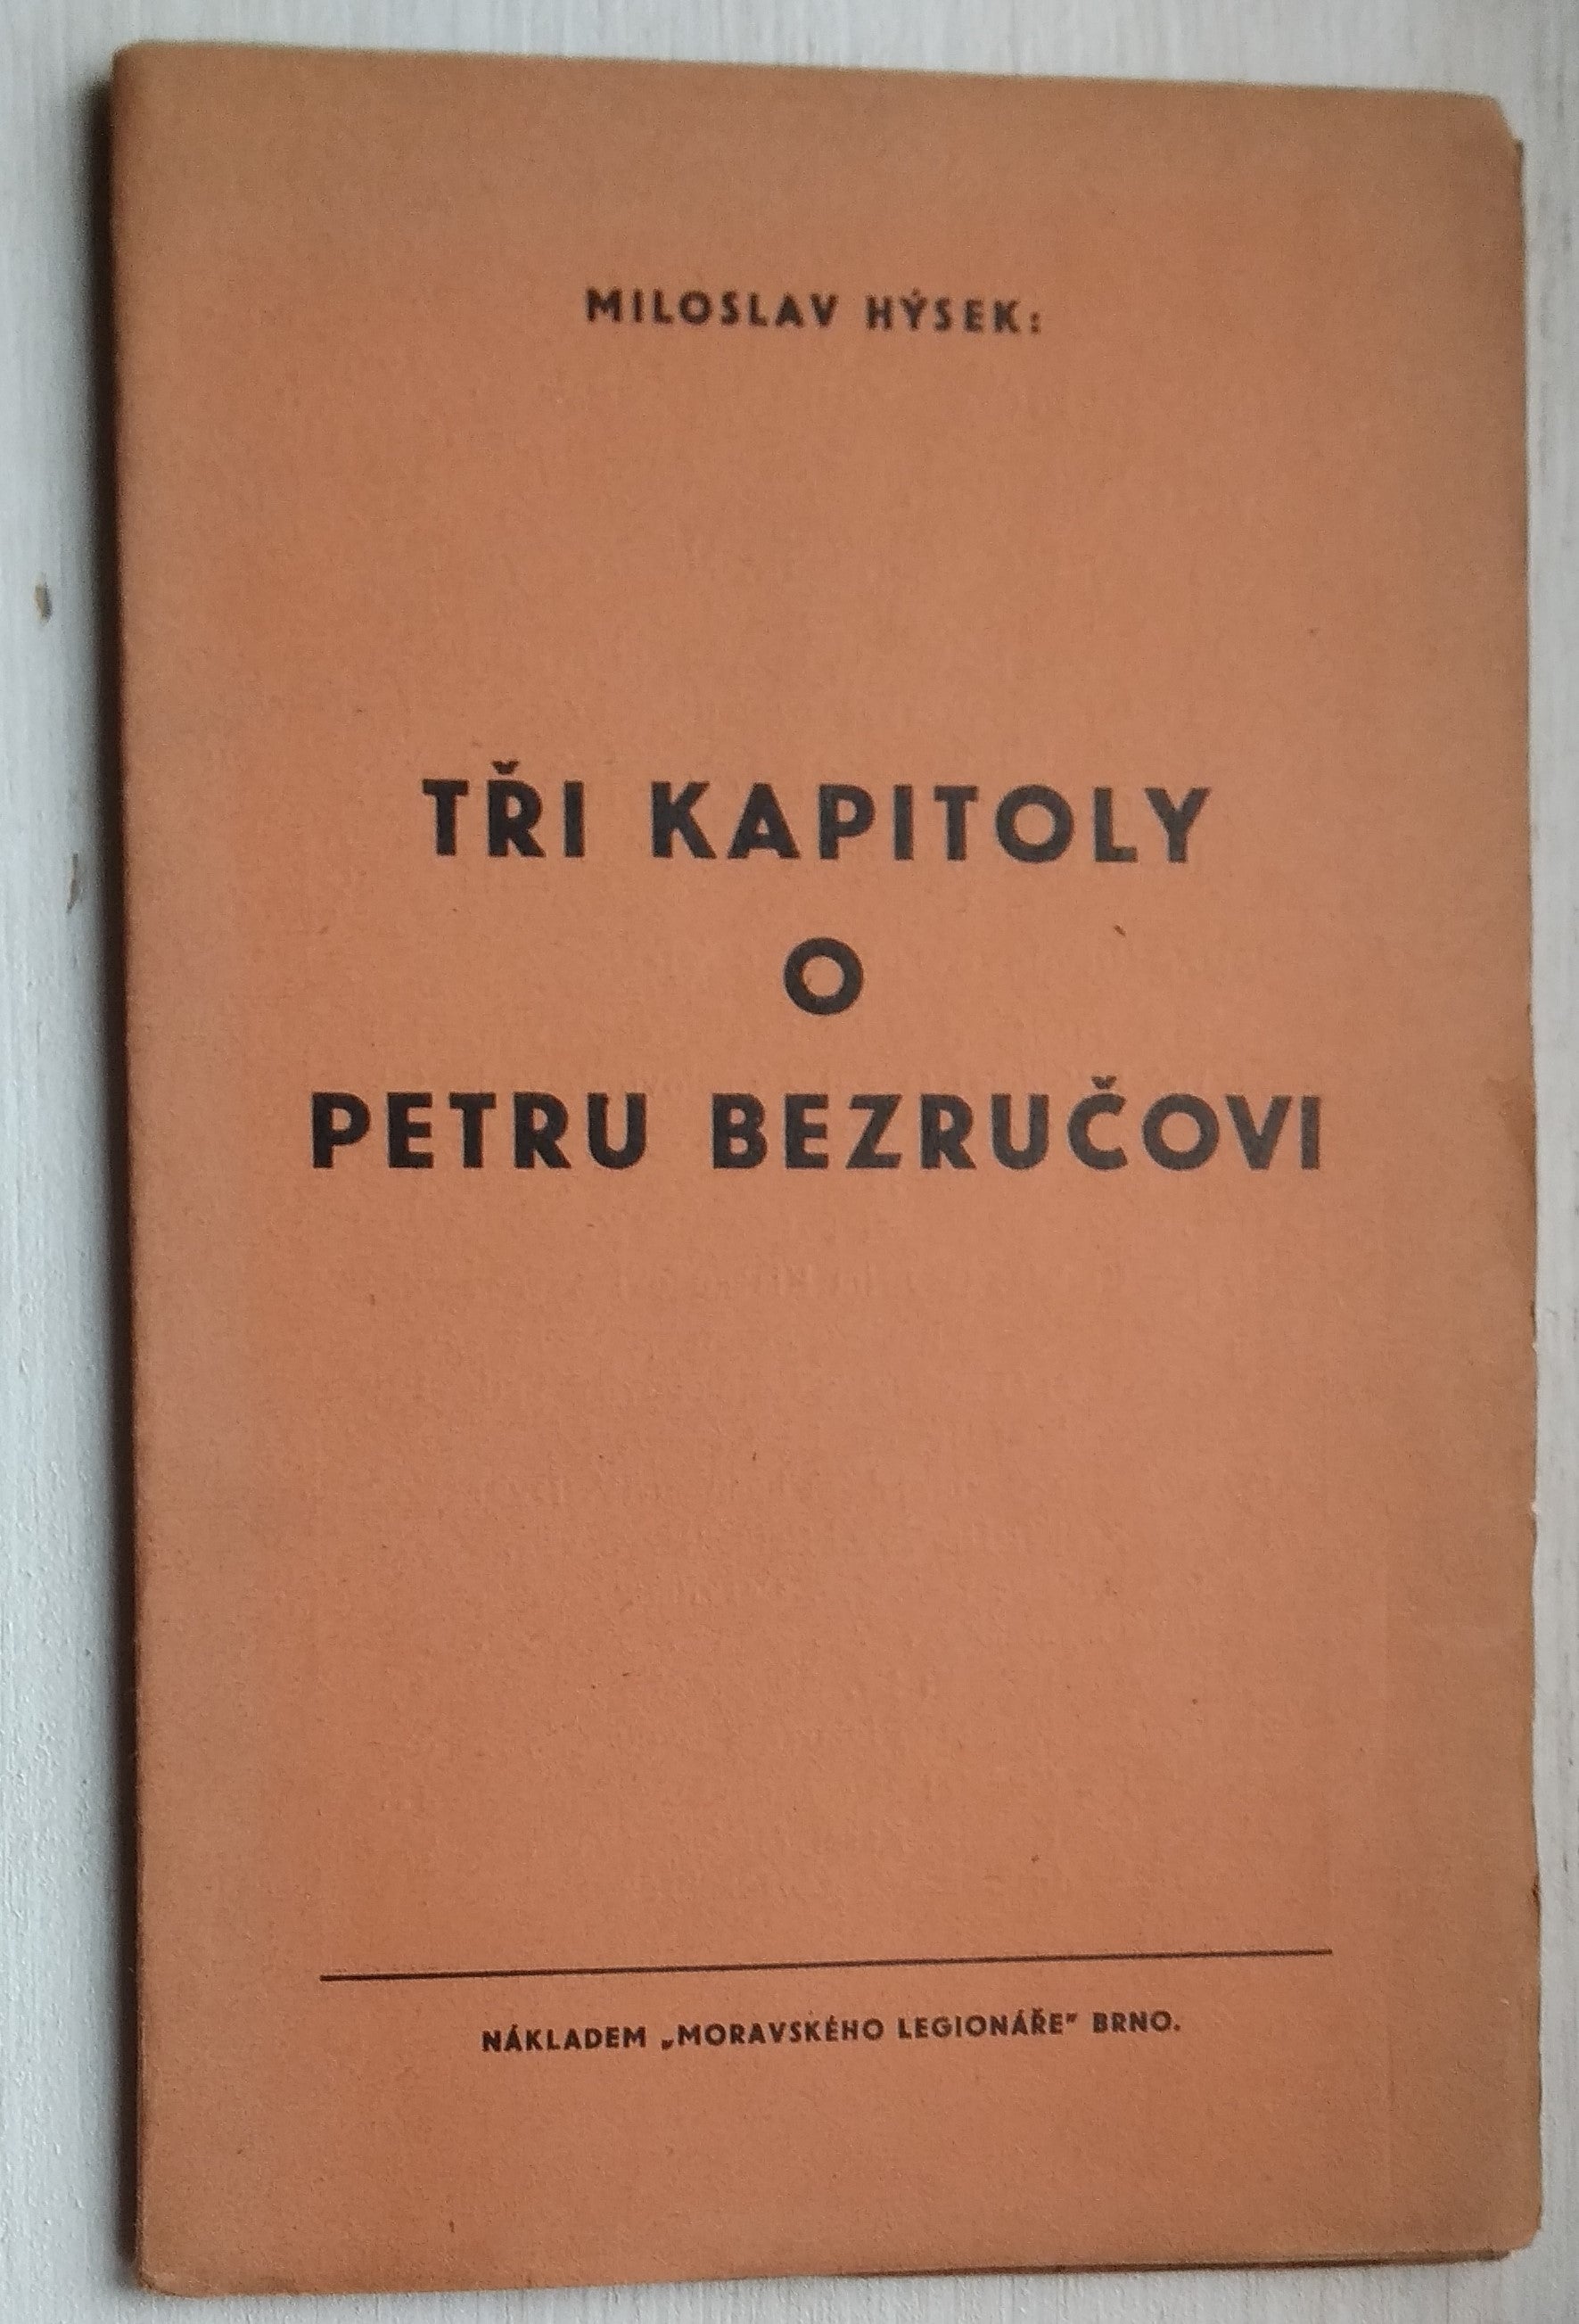 MILOSLAV HÝSEK:
TŘI KAPITOLY
O
PETRU BEZRUČOVI
NÁKLADEM „MORAVSKÉHO LEGIONÁŘE" BRNO.